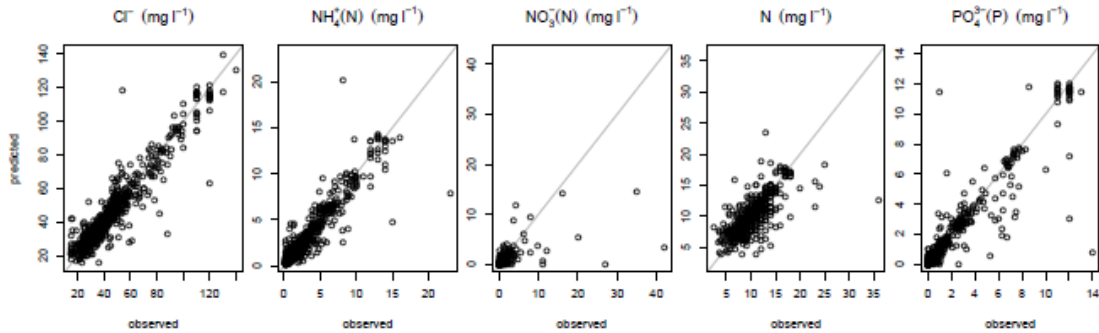 Cl⁻ (mg l⁻¹) NH₄⁺(N) (mg l⁻¹) NO₃⁻(N) (mg l⁻¹) N (mg l⁻¹) PO₄³⁻(P) (mg l⁻¹)
predicted
140 120 100 80 60 40 20
20 15 10 5 0
40 30 20 10 0
35 30 25 20 15 10 5
14 12 10 8 6 4 2 0
20 40 60 80 120
0 5 10 15 20
0 10 20 30 40
5 10 15 20 25 30 35
0 2 4 6 8 10 14
observed observed observed observed observed